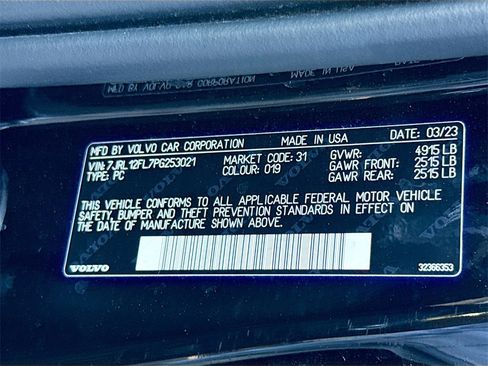 MFD BY VOLVO CAR CORPORATION MADE IN USA DATE: 03/23
VIN: 7JRL12FL7PG253021 MARKET CODE: 31 GVWR: 4915 LB
TYPE: PC COLOUR: 019 GAWR FRONT: 2515 LB
GAWR REAR: 2515 LB
THIS VEHICLE CONFORMS TO ALL APPLICABLE FEDERAL MOTOR VEHICLE
SAFETY, BUMPER AND THEFT PREVENTION STANDARDS IN EFFECT ON
THE DATE OF MANUFACTURE SHOWN ABOVE.
VOLVO 32366353